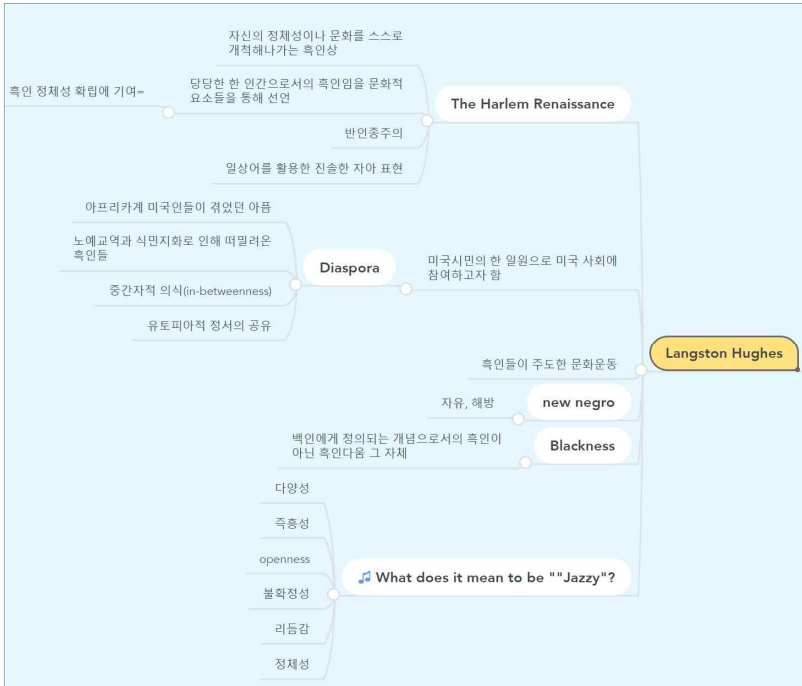 자신의 정체성이나 문화를 스스로
개척해나가는 흑인상
당당한 한 인간으로서의 흑인임을 문화적
요소들을 통해 선언
흑인 정체성 확립에 기여=
The Harlem Renaissance
반인종주의
일상어를 활용한 진솔한 자아 표현
아프리카계 미국인들이 겪었던 아픔
노예교역과 식민지화로 인해 떠밀려온
흑인들
Diaspora
미국시민의 한 일원으로 미국 사회에
참여하고자 함
중간자적 의식(in-betweenness)
유토피아적 정서의 공유
Langston Hughes
흑인들이 주도한 문화운동
자유, 해방
new negro
백인에게 정의되는 개념으로서의 흑인이
아닌 흑인다움 그 자체
Blackness
다양성
즉흥성
openness
🎵 What does it mean to be ""Jazzy"?
불확정성
리듬감
정체성